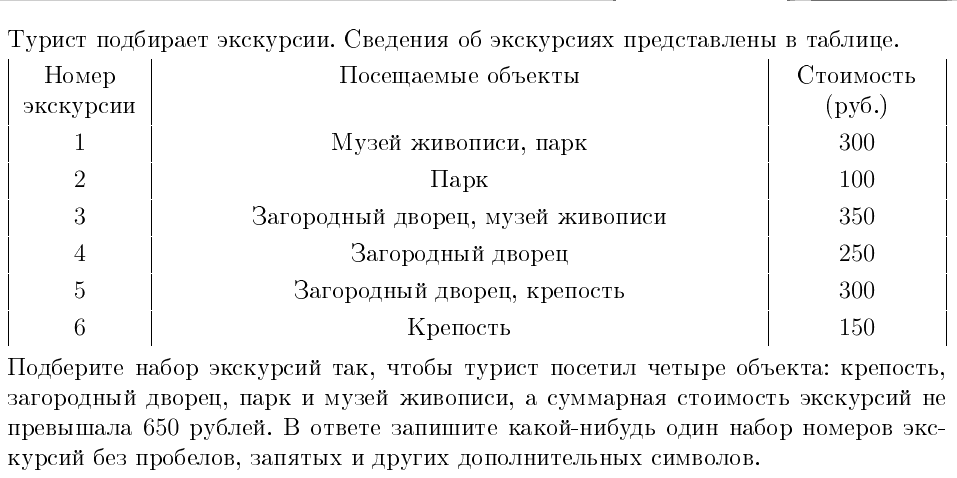 Турист подбирает экскурсии. Сведения об экскурсиях представлены в таблице.
Номер экскурсии Посещаемые объекты Стоимость (руб.)
1 Музей живописи, парк 300
2 Парк 100
3 Загородный дворец, музей живописи 350
4 Загородный дворец 250
5 Загородный дворец, крепость 300
6 Крепость 150
Подберите набор экскурсий так, чтобы турист посетил четыре объекта: крепость,
загородный дворец, парк и музей живописи, а суммарная стоимость экскурсий не
превышала 650 рублей. В ответе запишите какой-нибудь один набор номеров экс-
курсий без пробелов, запятых и других дополнительных символов.